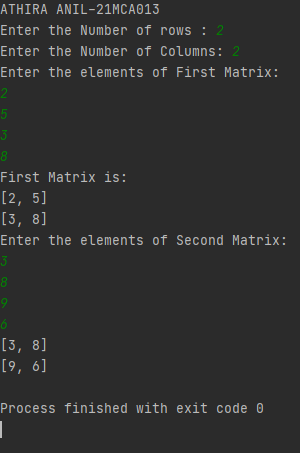 ATHIRA ANIL-21MCA013
Enter the Number of rows : 2
Enter the Number of Columns: 2
Enter the elements of First Matrix:
2
5
3
8
First Matrix is:
[2, 5]
[3, 8]
Enter the elements of Second Matrix:
3
8
9
6
[3, 8]
[9, 6]
Process finished with exit code 0